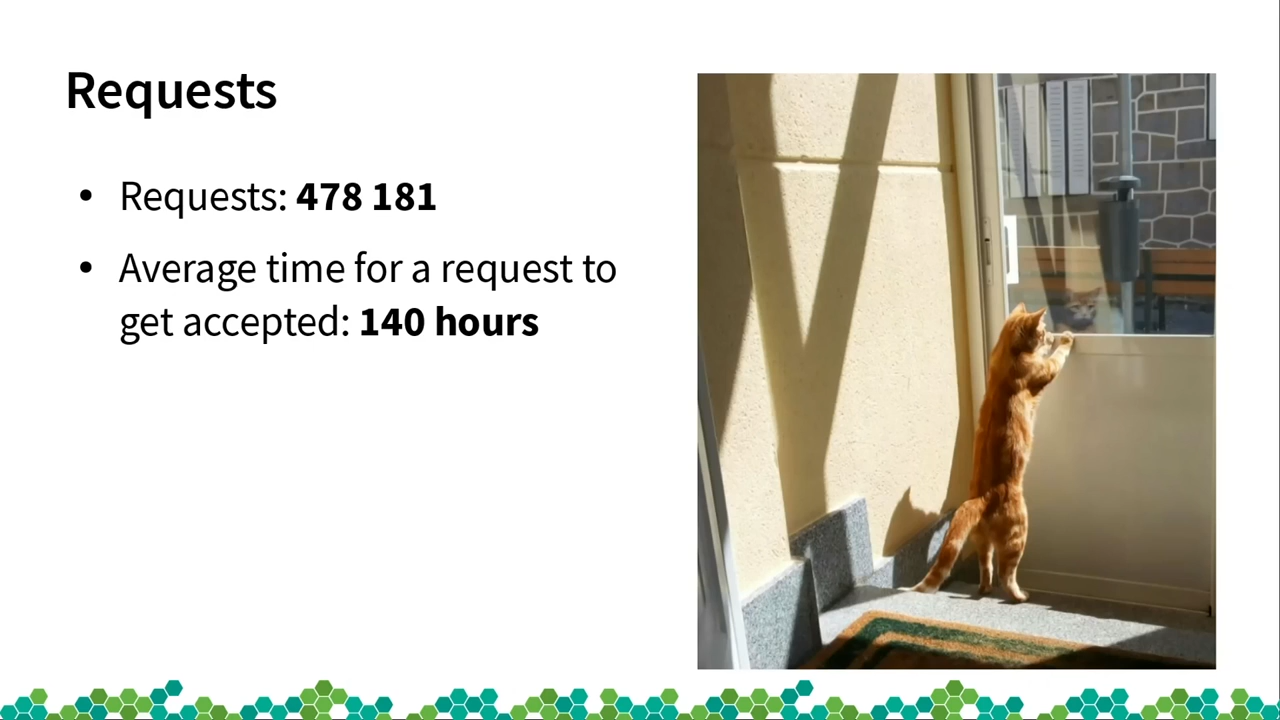 Requests
• Requests: 478 181
• Average time for a request to
get accepted: 140 hours